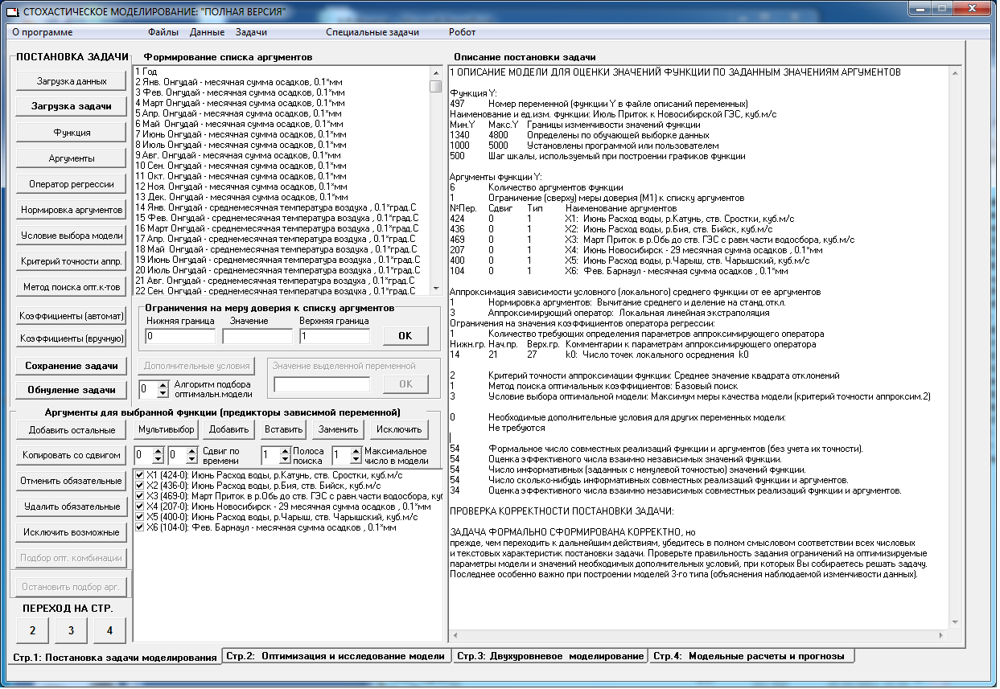 СТОХАСТИЧЕСКОЕ МОДЕЛИРОВАНИЕ: "ПОЛНАЯ ВЕРСИЯ"
О программе Файлы Данные Задачи Специальные задачи Робот
ПОСТАНОВКА ЗАДАЧИ
Загрузка данных
Загрузка задачи
Функция
Аргументы
Оператор регрессии
Нормировка аргументов
Условие выбора модели
Критерий точности аппр.
Метод поиска опт.к-тов
Коэффициенты (автомат)
Коэффициенты (вручную)
Сохранение задачи
Обнуление задачи
Формирование списка аргументов
1 Год
2 Янв. Онгудай - месячная сумма осадков, 0.1*мм
3 Фев. Онгудай - месячная сумма осадков, 0.1*мм
4 Март Онгудай - месячная сумма осадков, 0.1*мм
5 Апр. Онгудай - месячная сумма осадков, 0.1*мм
6 Май Онгудай - месячная сумма осадков, 0.1*мм
7 Июнь Онгудай - месячная сумма осадков, 0.1*мм
8 Июль Онгудай - месячная сумма осадков, 0.1*мм
9 Авг. Онгудай - месячная сумма осадков, 0.1*мм
10 Сен. Онгудай - месячная сумма осадков, 0.1*мм
11 Окт. Онгудай - месячная сумма осадков, 0.1*мм
12 Ноя. Онгудай - месячная сумма осадков, 0.1*мм
13 Дек. Онгудай - месячная сумма осадков, 0.1*мм
14 Янв. Онгудай - среднемесячная температура воздуха , 0.1*град.С
15 Фев. Онгудай - среднемесячная температура воздуха , 0.1*град.С
16 Март Онгудай - среднемесячная температура воздуха , 0.1*град.С
17 Апр. Онгудай - среднемесячная температура воздуха , 0.1*град.С
18 Май Онгудай - среднемесячная температура воздуха , 0.1*град.С
19 Июнь Онгудай - среднемесячная температура воздуха , 0.1*град.С
20 Июль Онгудай - среднемесячная температура воздуха , 0.1*град.С
21 Авг. Онгудай - среднемесячная температура воздуха , 0.1*град.С
22 Сен. Онгудай - среднемесячная температура воздуха , 0.1*град.С
Ограничения на меру доверия к списку аргументов
Нижняя граница Значение Верхняя граница
0 1 OK
Дополнительные условия
0 Алгоритм подбора
оптимальн.модели
Значение выделенной переменной
OK
Аргументы для выбранной функции (предикторы зависимой переменной)
Добавить остальные Мультивыбор Добавить Вставить Заменить Исключить
Копировать со сдвигом 0 0 Сдвиг по
времени
1 Полоса
поиска
1 Максимальное
число в модели
Отменить обязательные
Удалить обязательные
Исключить возможные
Подбор опт. комбинации
Остановить подбор арг.
X1 (424-0): Июнь Расход воды, р.Катунь, ств. Сростки, куб.м/с
X2 (436-0): Июнь Расход воды, р.Бия, ств. Бийск, куб.м/с
X3 (469-0): Март Приток в р.Обь до ств. ГЭС с равн.части водосбора, куб
X4 (207-0): Июнь Новосибирск - 29 месячная сумма осадков , 0.1*мм
X5 (400-0): Июнь Расход воды, р.Чарыш, ств. Чарышский, куб.м/с
X6 (104-0): Фев. Барнаул - месячная сумма осадков , 0.1*мм
ПЕРЕХОД НА СТР.
2 3 4
Описание постановки задачи
1 ОПИСАНИЕ МОДЕЛИ ДЛЯ ОЦЕНКИ ЗНАЧЕНИЙ ФУНКЦИИ ПО ЗАДАННЫМ ЗНАЧЕНИЯМ АРГУМЕНТОВ
Функция Y:
497 Номер переменной (функции Y в файле описаний переменных)
Наименование и ед.изм. функции: Июль Приток к Новосибирской ГЭС, куб.м/с
Мин.Y Макс.Y Границы изменчивости значений функции
1340 4800 Определены по обучающей выборке данных
1000 5000 Установлены программой или пользователем
500 Шаг шкалы, используемый при построении графиков функции
Аргументы функции Y:
6 Количество аргументов функции
1 Ограничение (сверху) меры доверия (М1) к списку аргументов
№Пер. Сдвиг Тип Наименование аргументов
424 0 1 X1: Июнь Расход воды, р.Катунь, ств. Сростки, куб.м/с
436 0 1 X2: Июнь Расход воды, р.Бия, ств. Бийск, куб.м/с
469 0 1 X3: Март Приток в р.Обь до ств. ГЭС с равн.части водосбора, куб.м/с
207 0 1 X4: Июнь Новосибирск - 29 месячная сумма осадков , 0.1*мм
400 0 1 X5: Июнь Расход воды, р.Чарыш, ств. Чарышский, куб.м/с
104 0 1 X6: Фев. Барнаул - месячная сумма осадков , 0.1*мм
Аппроксимация зависимости условного (локального) среднего функции от ее аргументов
1 Нормировка аргументов: Вычитание среднего и деление на станд.откл.
3 Аппроксимирующий оператор: Локальная линейная экстраполяция
Ограничения на значения коэффициентов оператора регрессии:
1 Количество требующих определения параметров аппроксимирующего оператора
Нижн.гр. Нач.пр. Верх.гр. Комментарии к параметрам аппроксимирующего оператора
14 21 27 k0: Число точек локального осреднения k0
2 Критерий точности аппроксимации функции: Среднее значение квадрата отклонений
1 Метод поиска оптимальных коэффициентов: Базовый поиск
3 Условие выбора оптимальной модели: Максимум меры качества модели (критерий точности аппроксим.2)
0 Необходимые дополнительные условия для других переменных модели:
Не требуются
54 Формальное число совместных реализаций функции и аргументов (без учета их точности).
54 Оценка эффективного числа взаимно независимых значений функции.
54 Число информативных (заданных с ненулевой точностью) значений функции.
54 Число сколько-нибудь информативных совместных реализаций функции и аргументов.
34 Оценка эффективного числа взаимно независимых совместных реализаций функции и аргументов.
ПРОВЕРКА КОРРЕКТНОСТИ ПОСТАНОВКИ ЗАДАЧИ:
ЗАДАЧА ФОРМАЛЬНО СФОРМИРОВАНА КОРРЕКТНО, но
прежде, чем переходить к дальнейшим действиям, убедитесь в полном смысловом соответствии всех числовых
и текстовых характеристик постановки задачи. Проверьте правильность задания ограничений на оптимизируемые
параметры модели и значений необходимых дополнительных условий, при которых Вы собираетесь решать задачу.
Последнее особенно важно при построении моделей 3-го типа (объяснения наблюдаемой изменчивости данных).
Стр.1: Постановка задачи моделирования Стр.2: Оптимизация и исследование модели Стр.3: Двухуровневое моделирование Стр.4: Модельные расчеты и прогнозы